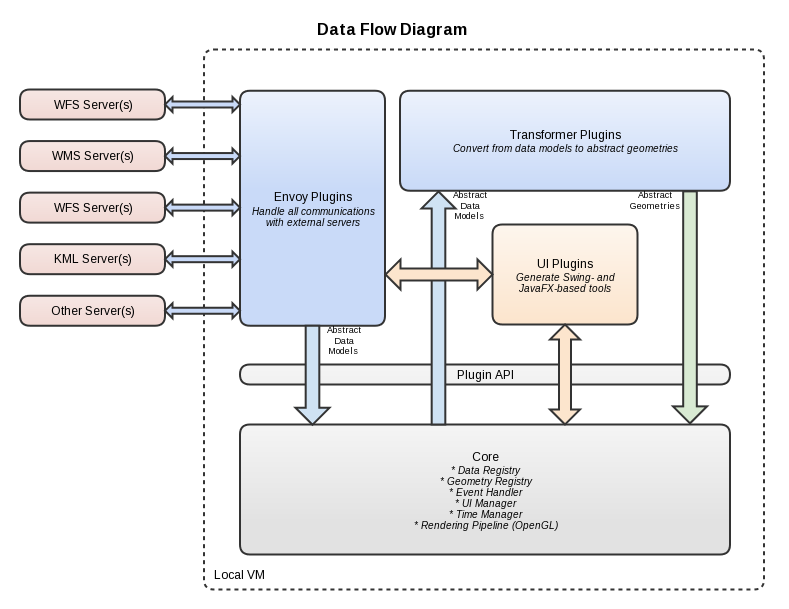 Data Flow Diagram
WFS Server(s)
WMS Server(s)
WFS Server(s)
KML Server(s)
Other Server(s)
Envoy Plugins
Handle all communications
with external servers
Transformer Plugins
Convert from data models to abstract geometries
Abstract
Data
Models
Abstract
Geometries
UI Plugins
Generate Swing- and
JavaFX-based tools
Abstract
Data
Models
Plugin API
Core
* Data Registry
* Geometry Registry
* Event Handler
* UI Manager
* Time Manager
* Rendering Pipeline (OpenGL)
Local VM